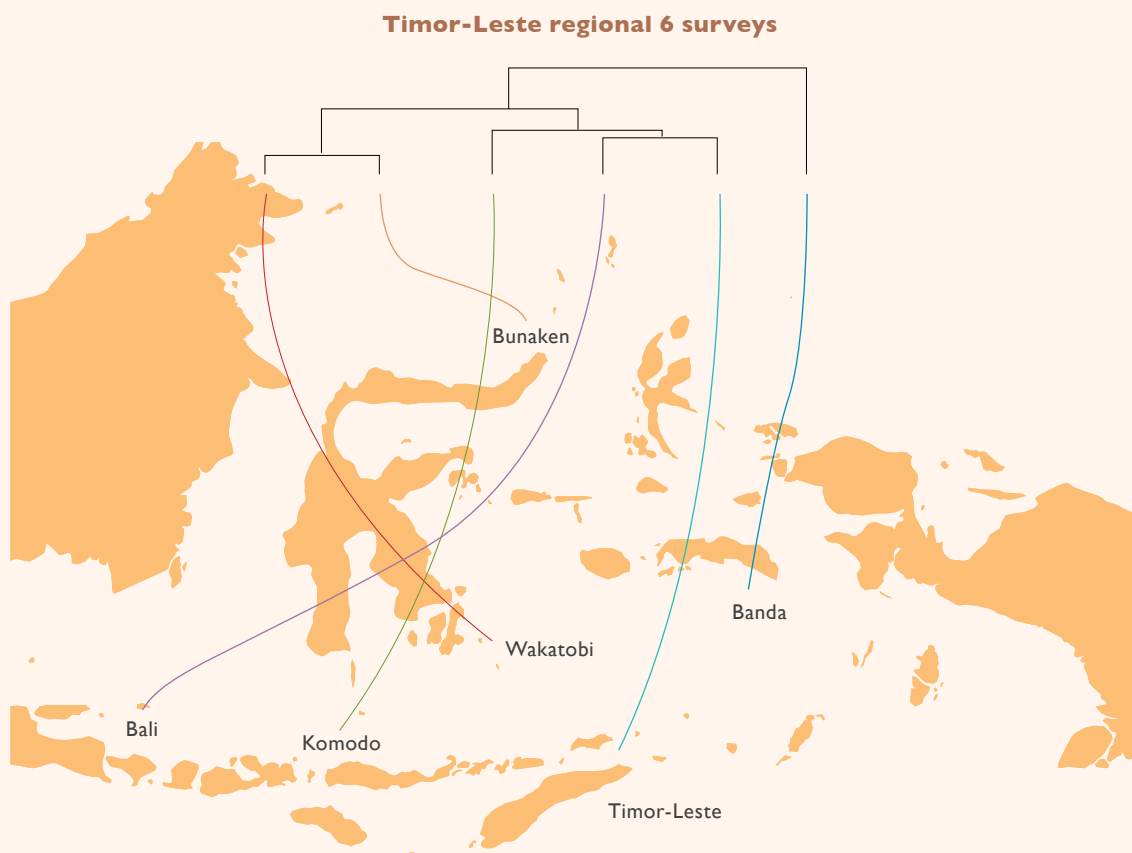 Timor-Leste regional 6 surveys
Bunaken
Banda
Wakatobi
Bali
Komodo
Timor-Leste